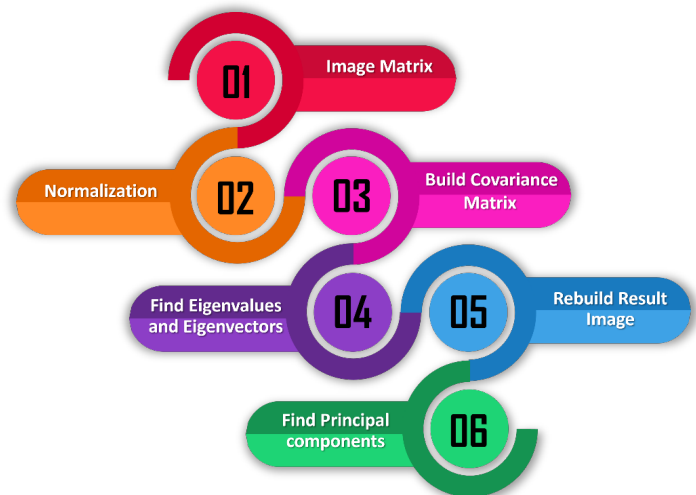 01
Image Matrix
Normalization
02
03
Build Covariance
Matrix
Find Eigenvalues
and Eigenvectors
04
05
Rebuild Result
Image
Find Principal
components
06